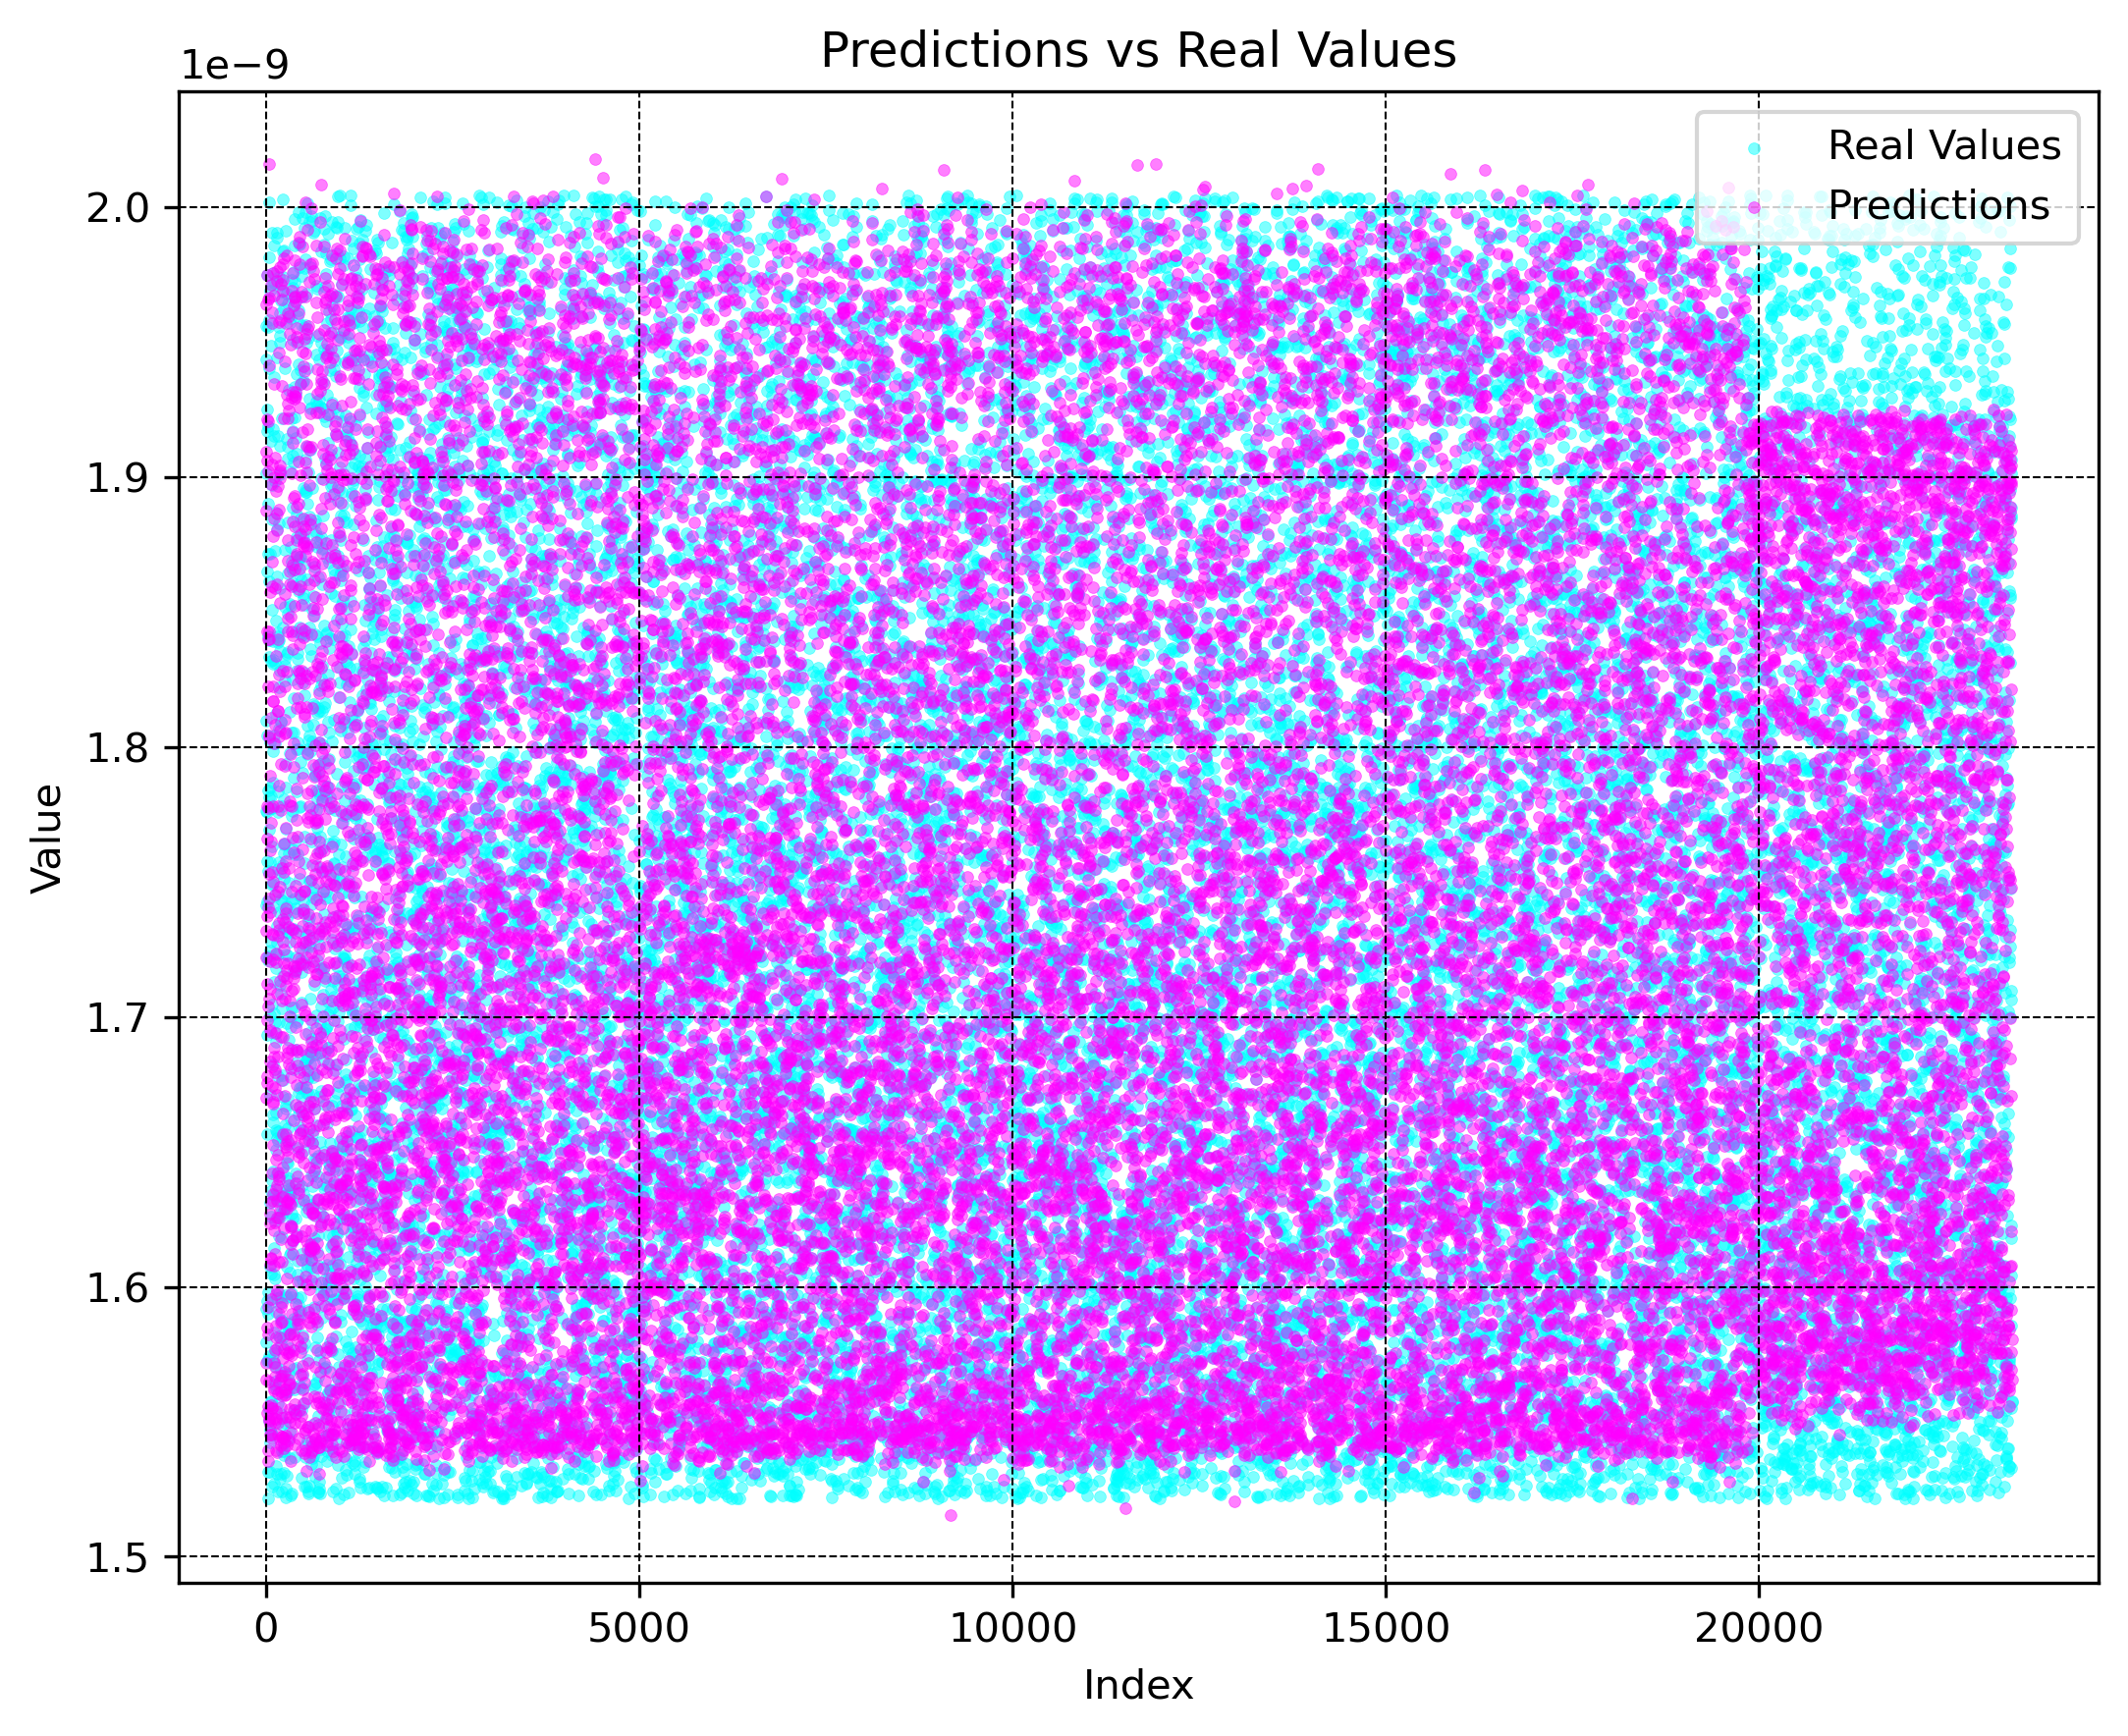 Predictions vs Real Values
1e−9
Real Values
Predictions
2.0
1.9
1.8
1.7
1.6
1.5
Value
0 5000 10000 15000 20000
Index